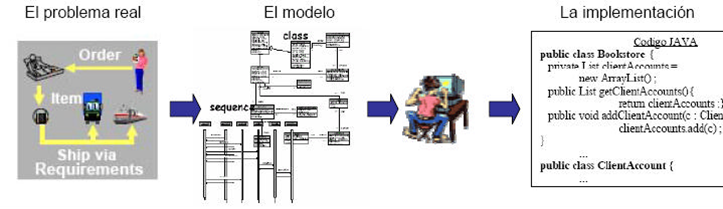 El problema real
El modelo
La implementación
Order
Item
Ship via
Requirements
class
sequenc
Codigo JAVA
public class Bookstore {
private List clientAccounts =
new ArrayList() ;
public List getClientAccounts() {
return clientAccounts ;}
public void addClientAccount(c : Clien
clientAccounts.add(c) ;
}
...
public class ClientAccount {
...